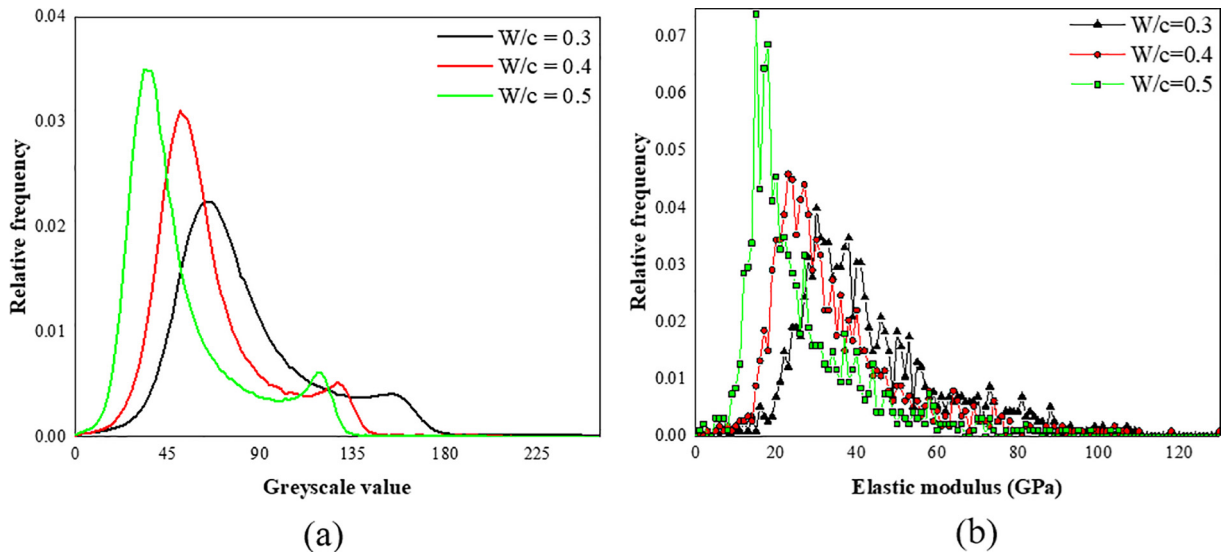 0.04
0.03
0.02
0.01
0.00
Relative frequency
W/c = 0.3
W/c = 0.4
W/c = 0.5
0
45
90
135
180
225
Greyscale value
(a)
0.07
0.06
0.05
0.04
0.03
0.02
0.01
0.00
Relative frequency
W/c=0.3
W/c=0.4
W/c=0.5
0
20
40
60
80
100
120
Elastic modulus (GPa)
(b)